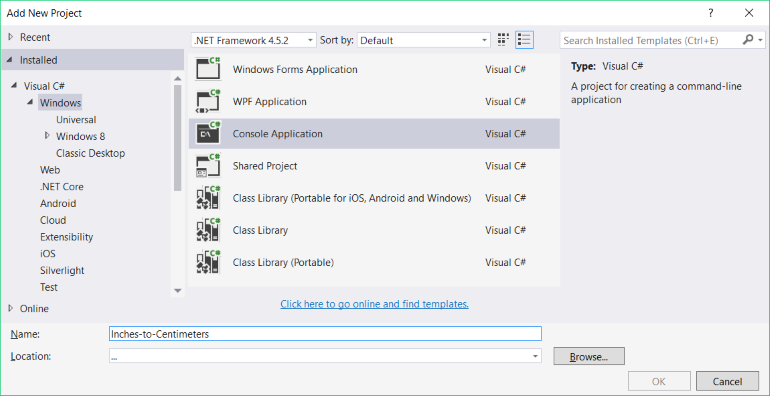 Add New Project
? 
Recent
Installed
Visual C#
Windows
Universal
Windows 8
Classic Desktop
Web
.NET Core
Android
Cloud
Extensibility
iOS
Silverlight
Test
Online
.NET Framework 4.5.2 Sort by: Default
Search Installed Templates (Ctrl+E)
C# Windows Forms Application Visual C#
C# WPF Application Visual C#
C# Console Application Visual C#
C# Shared Project Visual C#
C# Class Library (Portable for iOS, Android and Windows) Visual C#
C# Class Library Visual C#
C# Class Library (Portable) Visual C#
Click here to go online and find templates.
Type: Visual C#
A project for creating a command-line
application
Name: Inches-to-Centimeters
Location: ...
Browse...
OK Cancel